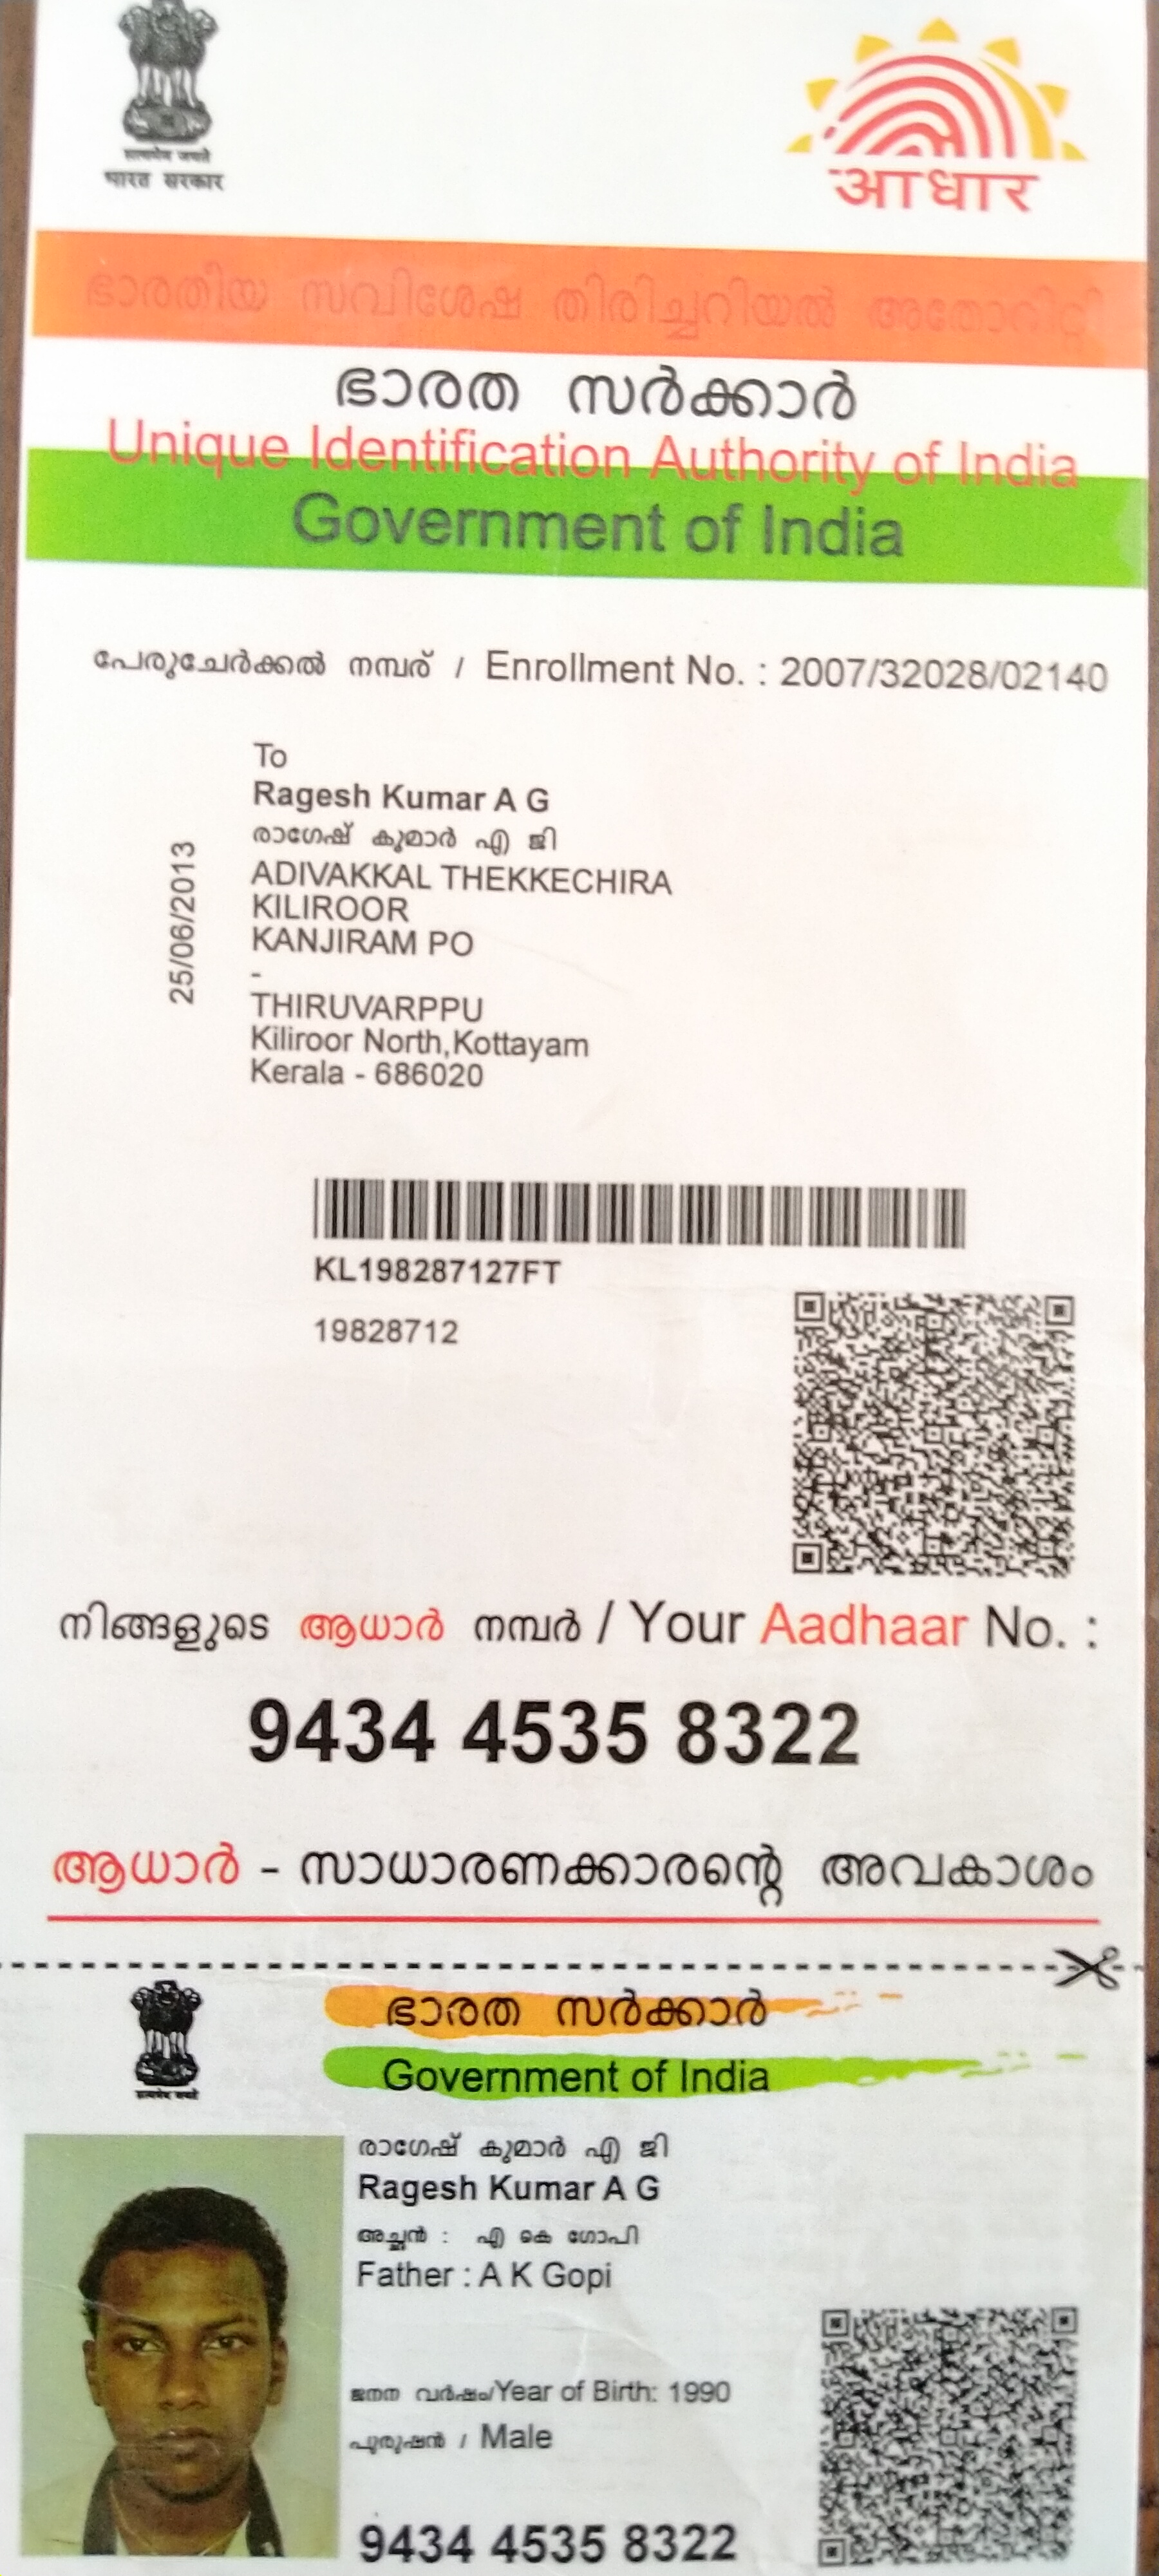 सत्यमेव जयते
भारत सरकार
आधार
ഭാരതീയ സവിശേഷ തിരിച്ചറിയൽ അതോറിറ്റി
ഭാരത സർക്കാർ
Unique Identification Authority of India
Government of India
പേരുചേർക്കൽ നമ്പര് / Enrollment No. : 2007/32028/02140
25/06/2013
To
Ragesh Kumar A G
രാഗേഷ് കുമാർ എ ജി
ADIVAKKAL THEKKECHIRA
KILIROOR
KANJIRAM PO
-
THIRUVARPPU
Kiliroor North,Kottayam
Kerala - 686020
KL198287127FT
19828712
നിങ്ങളുടെ ആധാർ നമ്പർ / Your Aadhaar No. :
9434 4535 8322
ആധാർ - സാധാരണക്കാരന്റെ അവകാശം
ഭാരത സർക്കാർ
Government of India
सत्यमेव जयते
രാഗേഷ് കുമാർ എ ജി
Ragesh Kumar A G
അച്ഛൻ : എ കെ ഗോപി
Father : A K Gopi
ജനന വർഷം/Year of Birth: 1990
പുരുഷൻ / Male
9434 4535 8322